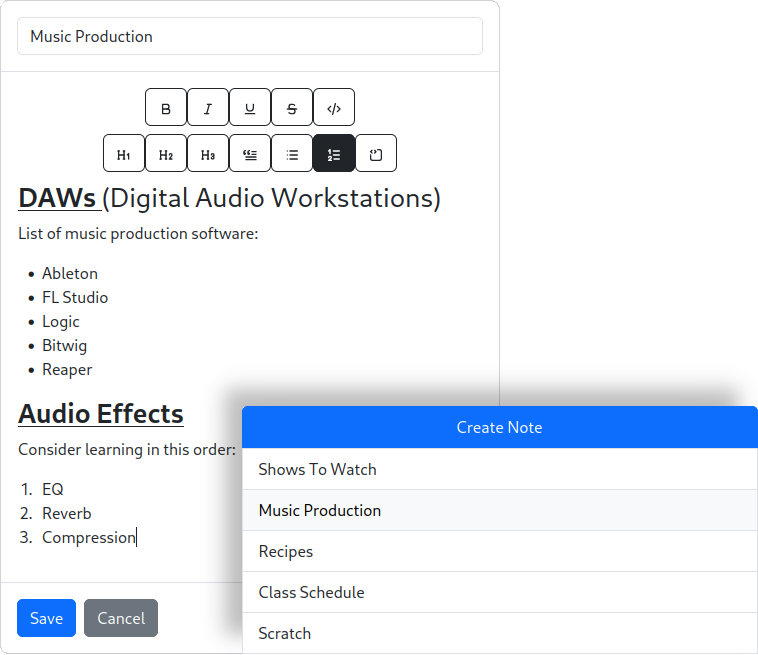 Music Production
B I U S </>
H1 H2 H3
DAWs (Digital Audio Workstations)
List of music production software:
• Ableton
• FL Studio
• Logic
• Bitwig
• Reaper
Audio Effects
Consider learning in this order:
1. EQ
2. Reverb
3. Compression
Save Cancel
Create Note
Shows To Watch
Music Production
Recipes
Class Schedule
Scratch